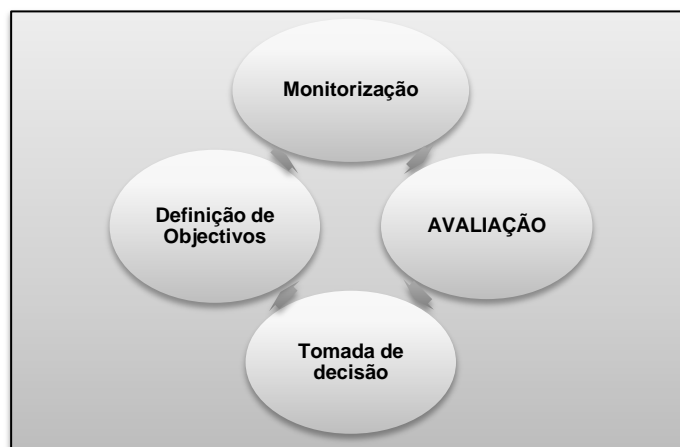 Monitorização
Definição de
Objectivos
AVALIAÇÃO
Tomada de
decisão